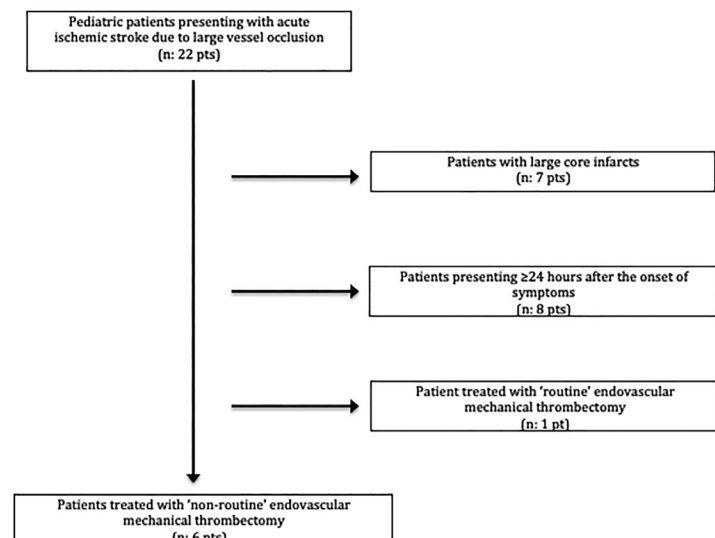 Pediatric patients presenting with acute
ischemic stroke due to large vessel occlusion
(n: 22 pts)
Patients with large core infarcts
(n: 7 pts)
Patients presenting ≥24 hours after the onset of
symptoms
(n: 8 pts)
Patient treated with 'routine' endovascular
mechanical thrombectomy
(n: 1 pt)
Patients treated with 'non-routine' endovascular
mechanical thrombectomy
(n: 6 pts)